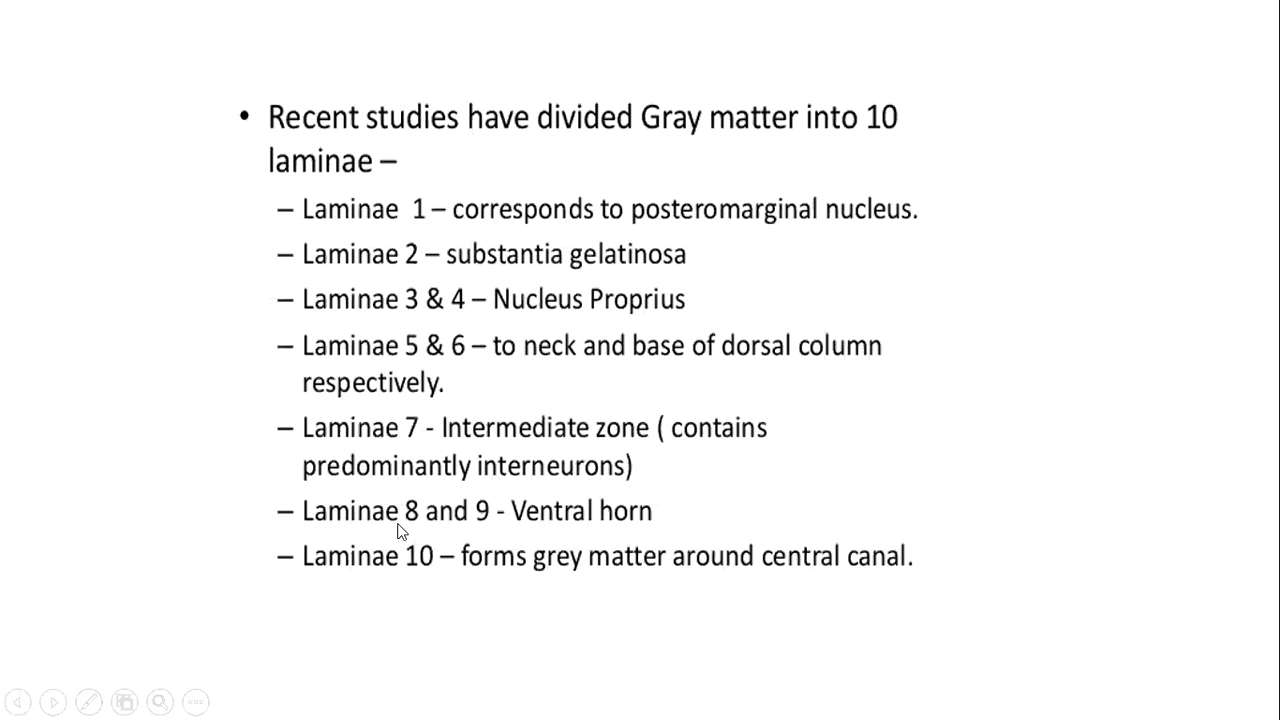 • Recent studies have divided Gray matter into 10
laminae –
– Laminae  1 – corresponds to posteromarginal nucleus.
– Laminae 2 – substantia gelatinosa
– Laminae 3 & 4 – Nucleus Proprius
– Laminae 5 & 6 – to neck and base of dorsal column
respectively.
– Laminae 7 - Intermediate zone ( contains
predominantly interneurons)
– Laminae 8 and 9 - Ventral horn
– Laminae 10 – forms grey matter around central canal.